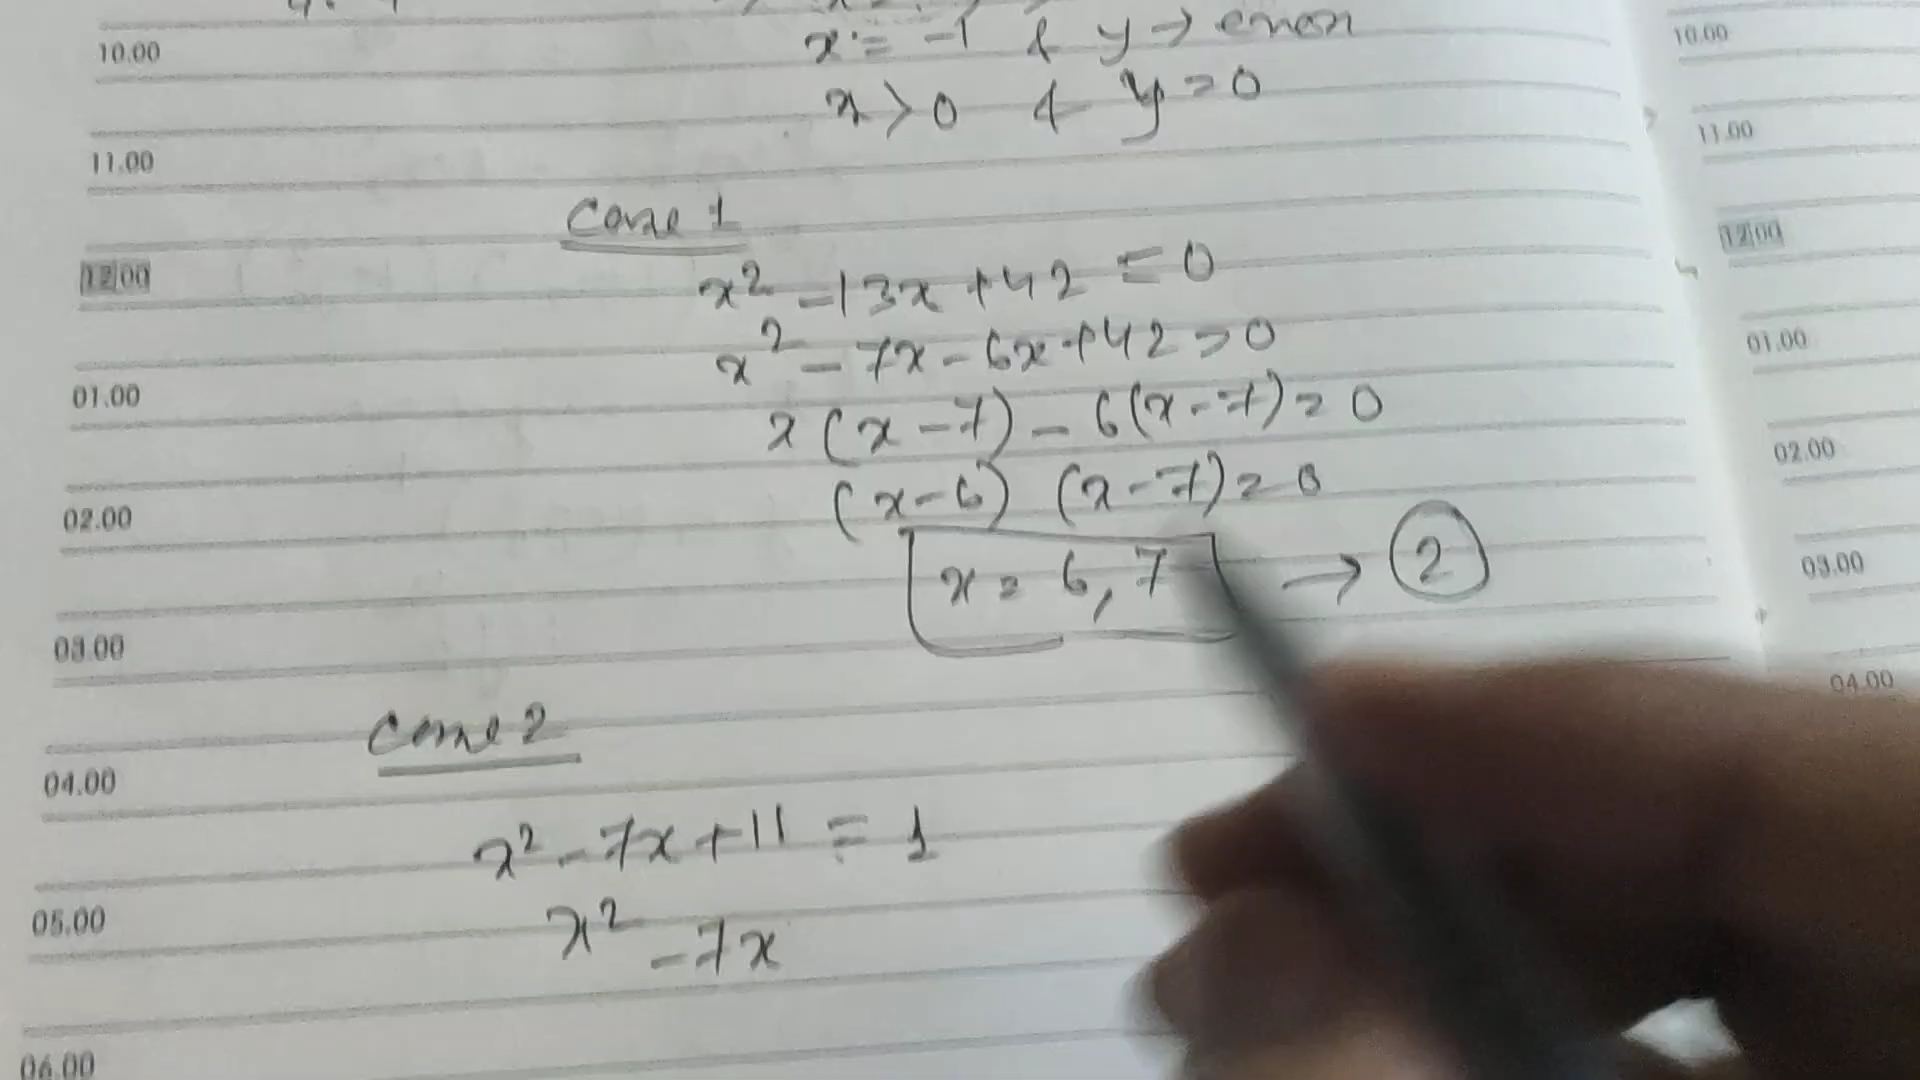 10.00
x = -1 & y → even
10.00
x > 0 & y = 0
11.00
11.00
Case 1
12.00
x² - 13x + 42 = 0
12.00
x² - 7x - 6x + 42 = 0
01.00
01.00
x(x - 7) - 6(x - 7) = 0
02.00
(x - 6) (x - 7) = 0
02.00
x = 6, 7 → 2
03.00
03.00
Case 2
04.00
04.00
x² - 7x + 11 = 1
05.00
x² - 7x
06.00